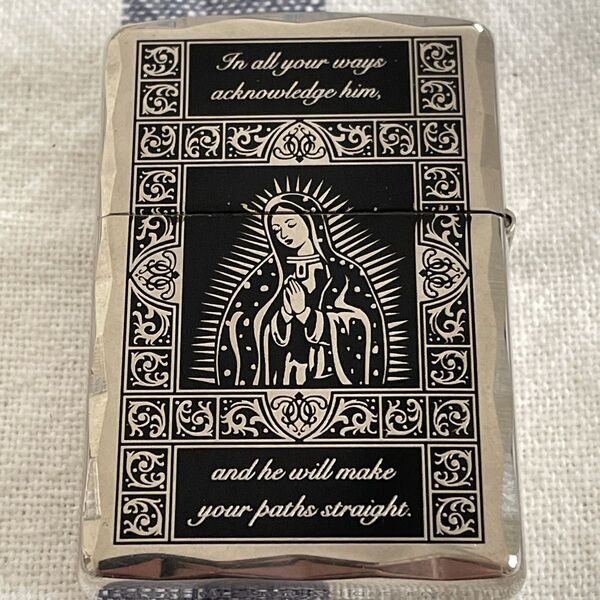 In all your ways
acknowledge him,
and he will make
your paths straight.